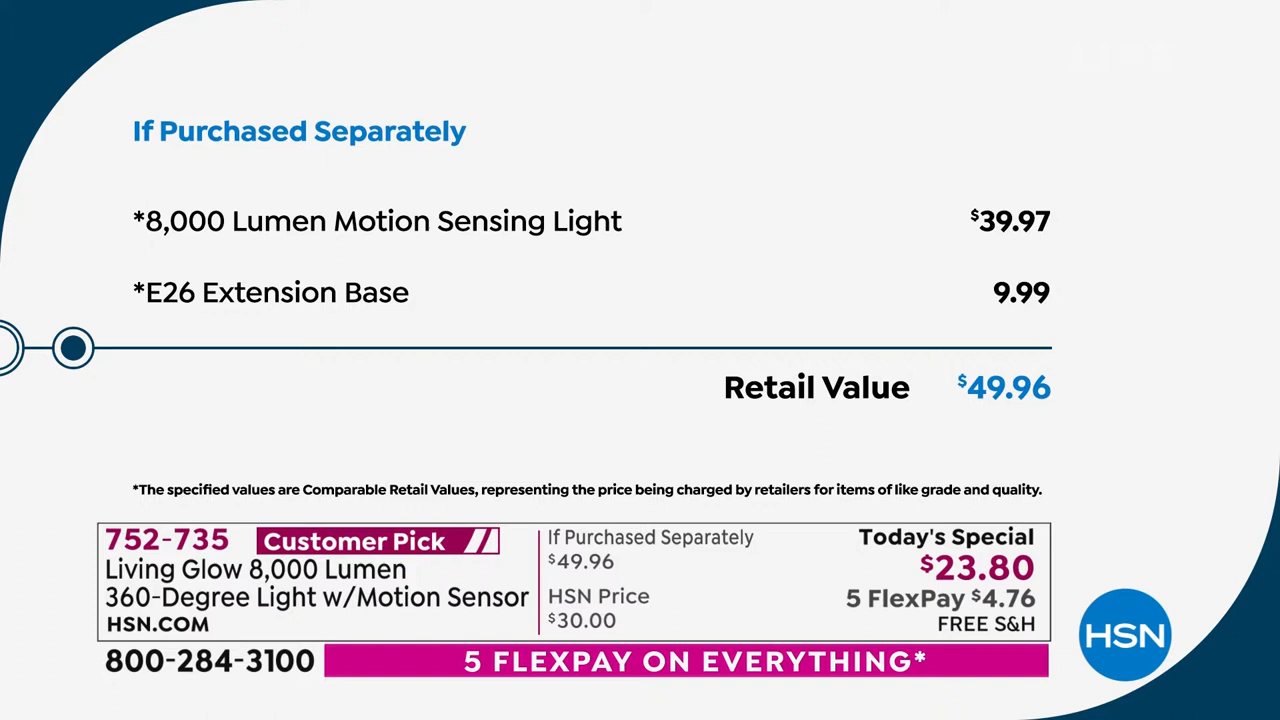 If Purchased Separately
*8,000 Lumen Motion Sensing Light $39.97
*E26 Extension Base 9.99
Retail Value $49.96
*The specified values are Comparable Retail Values, representing the price being charged by retailers for items of like grade and quality.
752-735 Customer Pick
Living Glow 8,000 Lumen
360-Degree Light w/Motion Sensor
HSN.COM
If Purchased Separately
$49.96
HSN Price
$30.00
Today's Special
$23.80
5 FlexPay $4.76
FREE S&H
HSN
800-284-3100 5 FLEXPAY ON EVERYTHING*